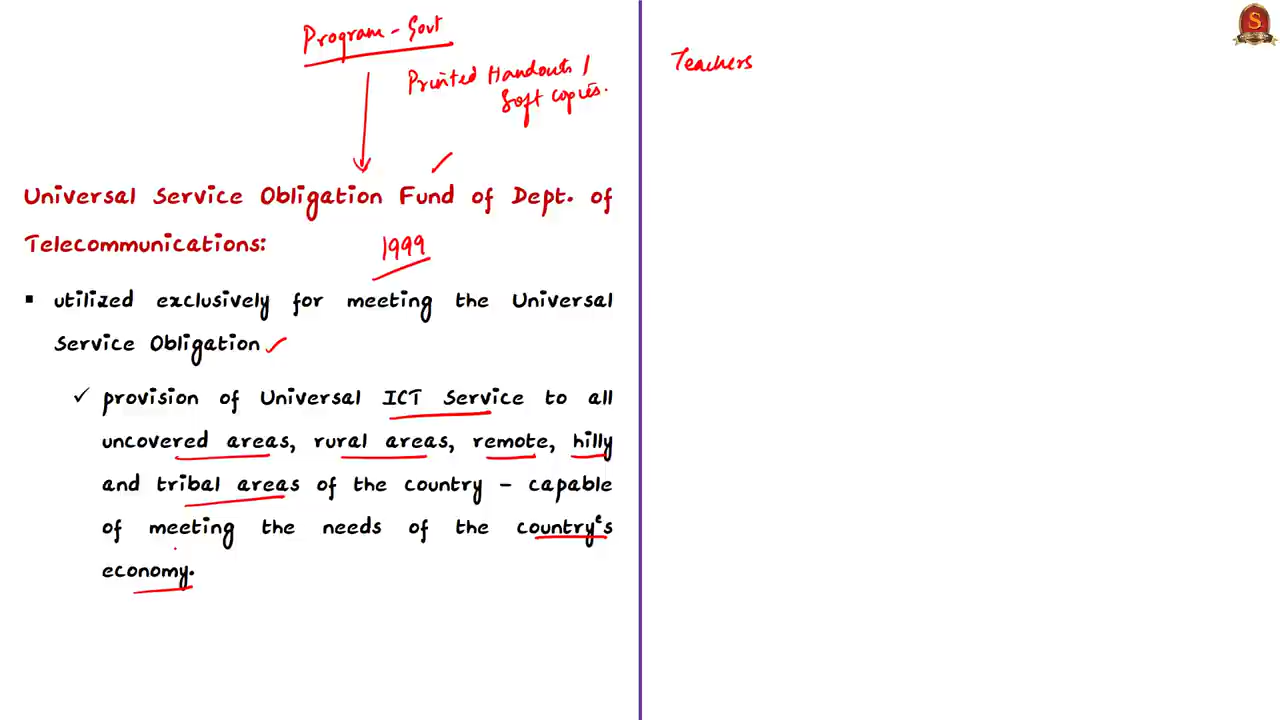 Program - Govt
Printed Handouts /
Soft copies.
Universal Service Obligation Fund of Dept. of
Telecommunications:
1999
▪ utilized exclusively for meeting the Universal
Service Obligation ✓
✓ provision of Universal ICT Service to all
uncovered areas, rural areas, remote, hilly
and tribal areas of the country – capable
of meeting the needs of the country's
economy.
Teachers
S